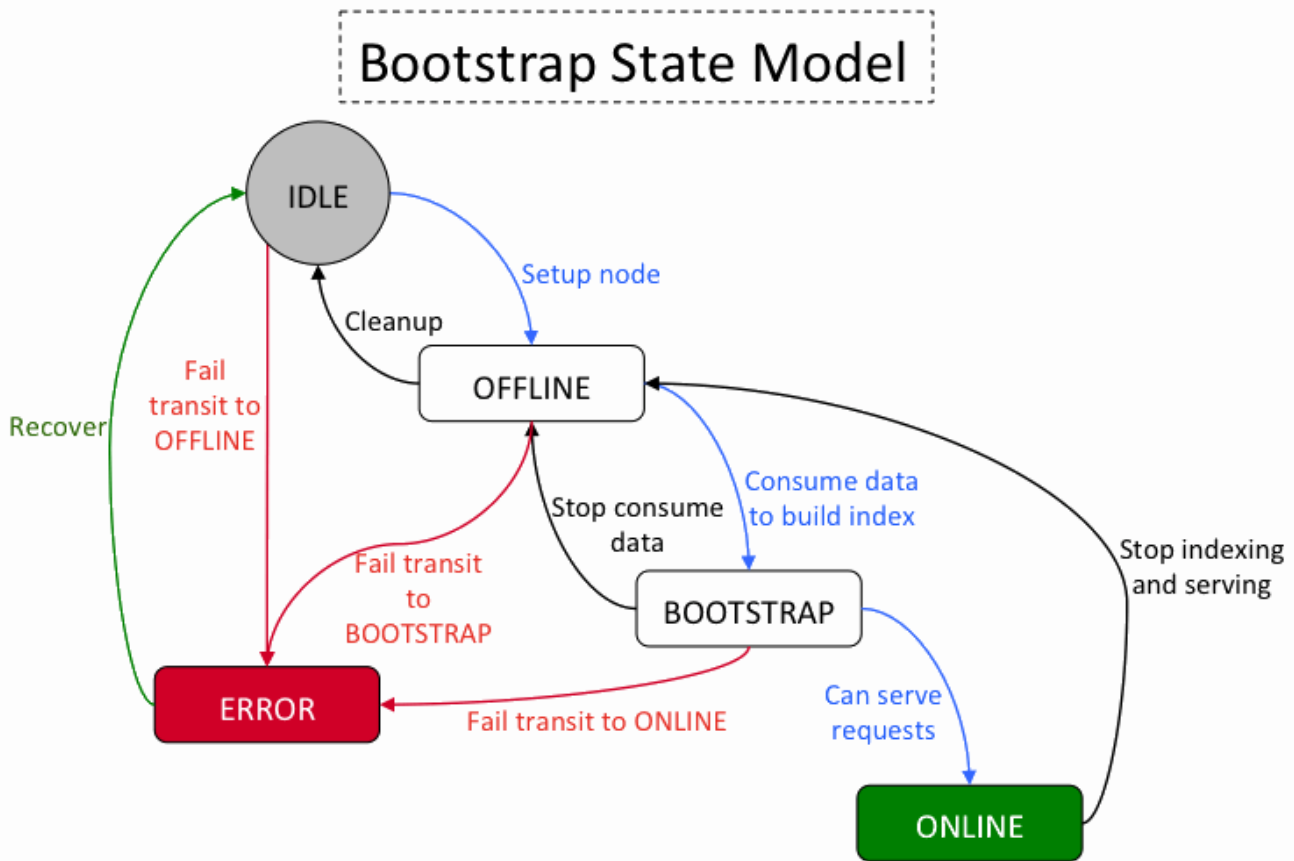 Bootstrap State Model
IDLE
Setup node
Cleanup
OFFLINE
Fail
transit to
OFFLINE
Recover
Consume data
to build index
Stop consume
data
Stop indexing
and serving
Fail transit
to
BOOTSTRAP
BOOTSTRAP
ERROR
Fail transit to ONLINE
Can serve
requests
ONLINE